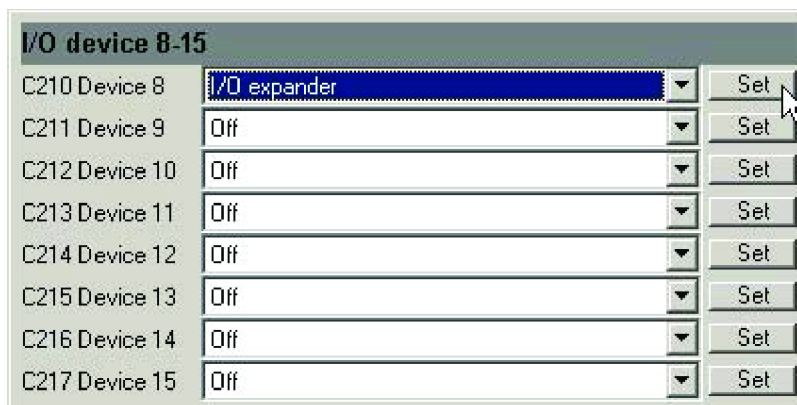 I/O device 8-15
C210 Device 8 I/O expander Set
C211 Device 9 Off Set
C212 Device 10 Off Set
C213 Device 11 Off Set
C214 Device 12 Off Set
C215 Device 13 Off Set
C216 Device 14 Off Set
C217 Device 15 Off Set